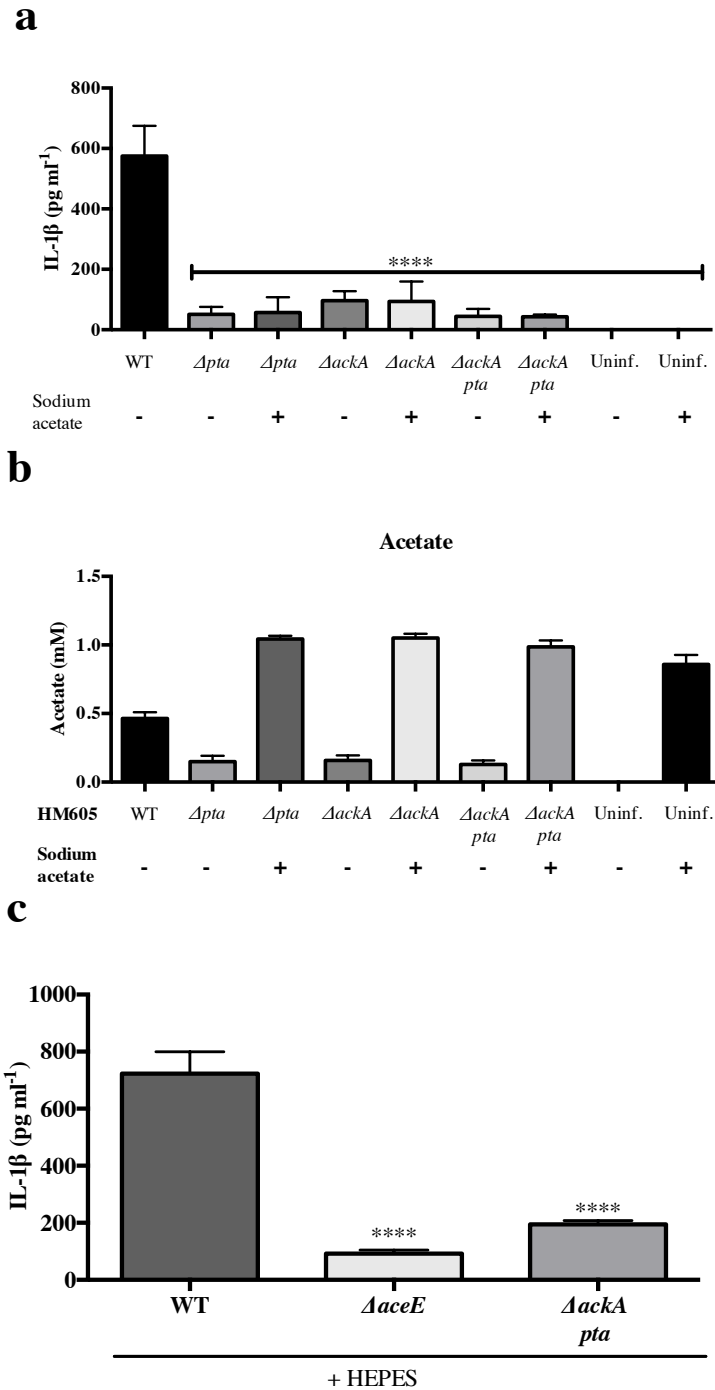 a
800
600
400
200
0
IL-1β (pg ml⁻¹)
****
WT Δpta Δpta ΔackA ΔackA ΔackA pta ΔackA pta Uninf. Uninf.
Sodium acetate - - + - + - + - +
b
Acetate
1.5
1.0
0.5
0.0
Acetate (mM)
HM605 WT Δpta Δpta ΔackA ΔackA ΔackA pta ΔackA pta Uninf. Uninf.
Sodium acetate - - + - + - + - +
c
1000
800
600
400
200
0
IL-1β (pg ml⁻¹)
**** ****
WT ΔaceE ΔackA pta
+ HEPES